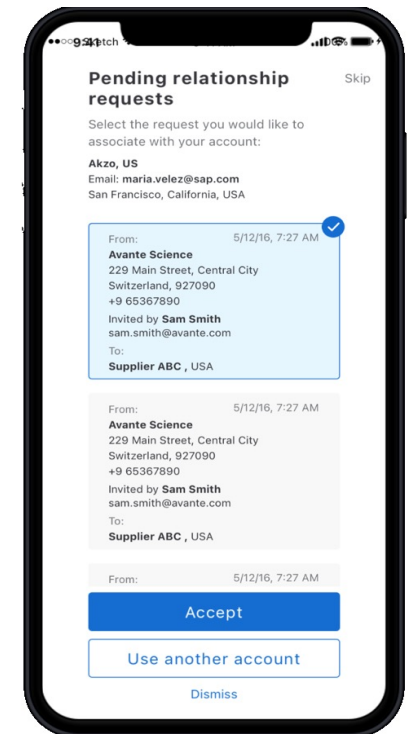 9:41
Pending relationship
requests
Skip
Select the request you would like to
associate with your account:
Akzo, US
Email: maria.velez@sap.com
San Francisco, California, USA
From: 5/12/16, 7:27 AM
Avante Science
229 Main Street, Central City
Switzerland, 927090
+9 65367890
Invited by Sam Smith
sam.smith@avante.com
To:
Supplier ABC , USA
From: 5/12/16, 7:27 AM
Avante Science
229 Main Street, Central City
Switzerland, 927090
+9 65367890
Invited by Sam Smith
sam.smith@avante.com
To:
Supplier ABC , USA
From: 5/12/16, 7:27 AM
Accept
Use another account
Dismiss